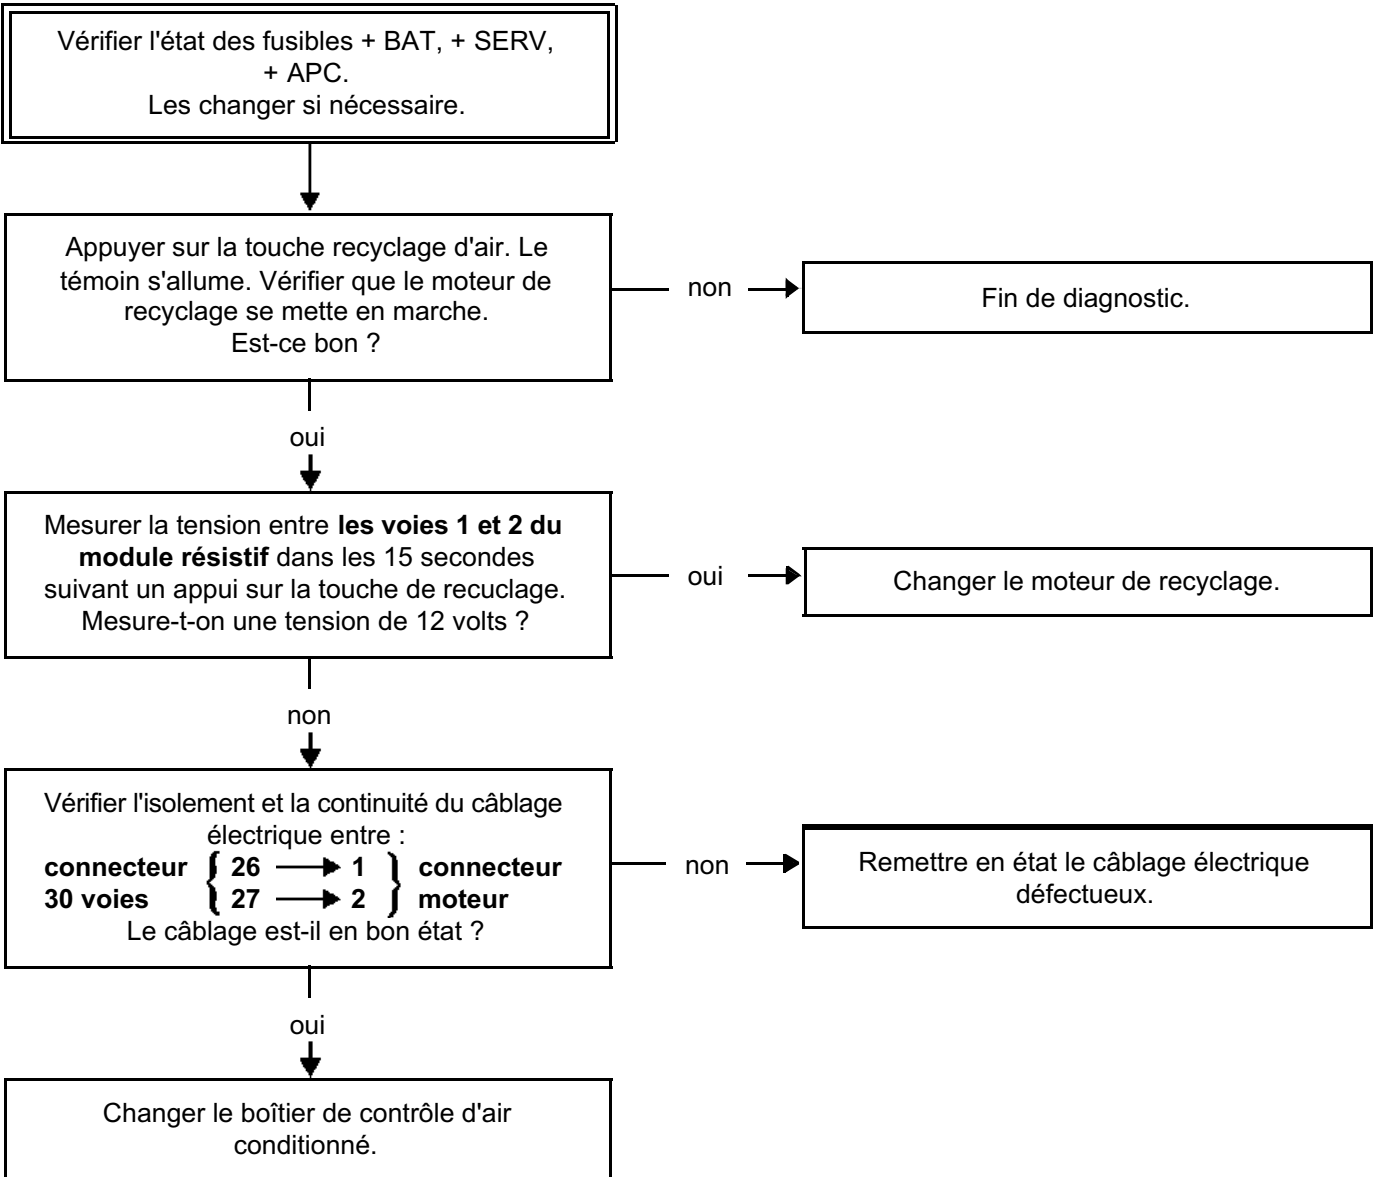 Vérifier l'état des fusibles + BAT, + SERV,
+ APC.
Les changer si nécessaire.
Appuyer sur la touche recyclage d'air. Le
témoin s'allume. Vérifier que le moteur de
recyclage se mette en marche.
Est-ce bon ?
non
Fin de diagnostic.
oui
Mesurer la tension entre les voies 1 et 2 du
module résistif dans les 15 secondes
suivant un appui sur la touche de recuclage.
Mesure-t-on une tension de 12 volts ?
oui
Changer le moteur de recyclage.
non
Vérifier l'isolement et la continuité du câblage
électrique entre :
connecteur { 26 → 1 } connecteur
30 voies { 27 → 2 } moteur
Le câblage est-il en bon état ?
non
Remettre en état le câblage électrique
défectueux.
oui
Changer le boîtier de contrôle d'air
conditionné.